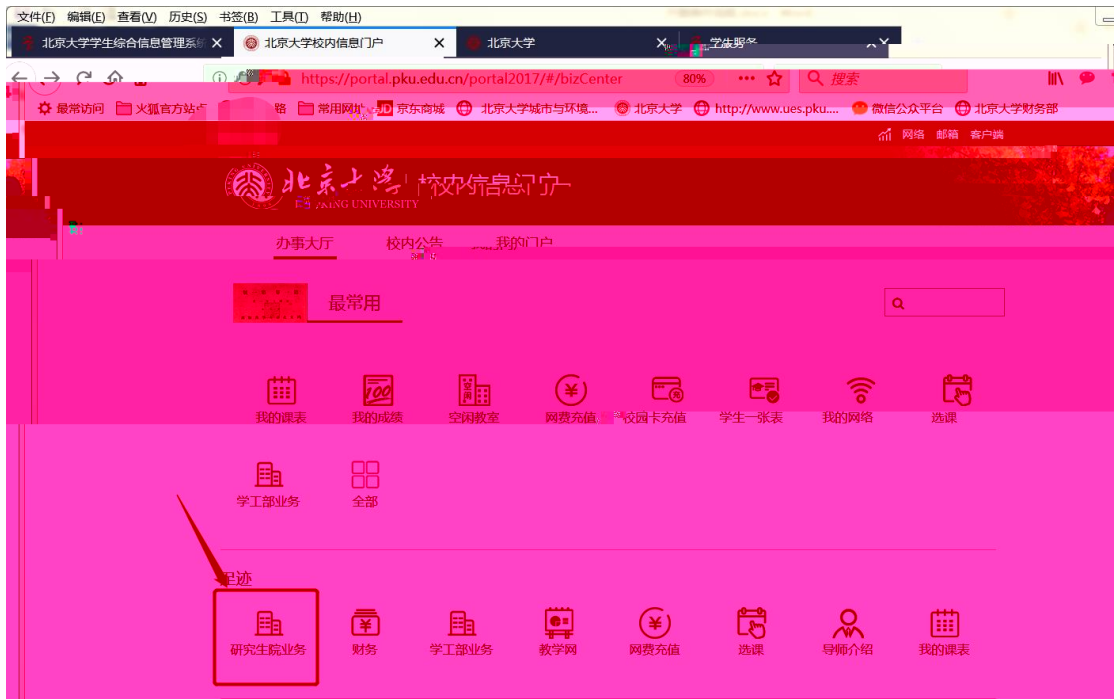 文件(F) 编辑(E) 查看(V) 历史(S) 书签(B) 工具(T) 帮助(H)
北京大学学生综合信息管理系统 北京大学校内信息门户 北京大学
https://portal.pku.edu.cn/portal2017/#/bizCenter 80% 搜索
最常访问 火狐官方站点 路 常用网址 JD 京东商城 北京大学城市与环境... 北京大学 http://www.ues.pku.... 微信公众平台 北京大学财务部
网络 邮箱 客户端
北京大学 校内信息门户
PEKING UNIVERSITY
办事大厅 校内公告 我的门户
最常用
我的课表 我的成绩 空闲教室 网费充值 校园卡充值 学生一张表 我的网络 选课
学工部业务 全部
足迹
研究生院业务 财务 学工部业务 教学网 网费充值 选课 导师介绍 我的课表